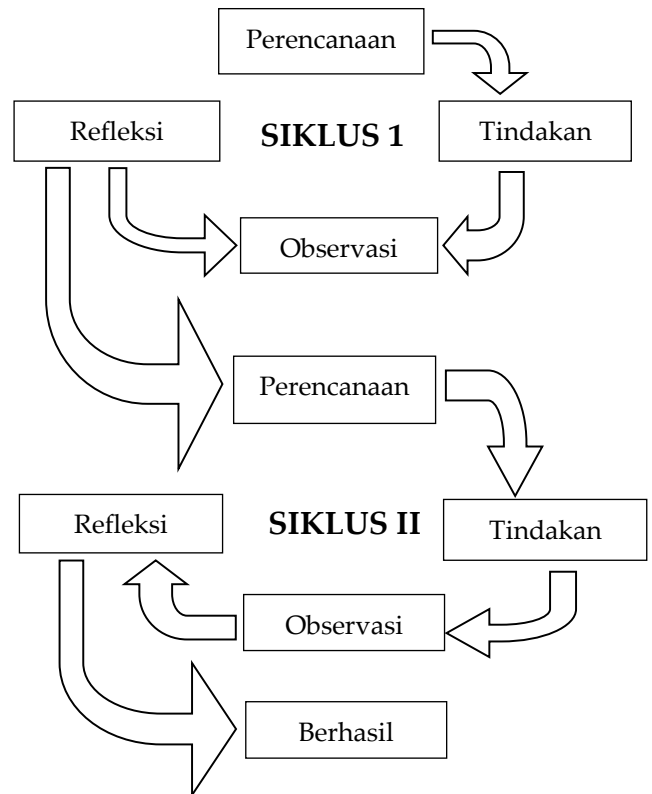 Perencanaan
Refleksi
SIKLUS 1
Tindakan
Observasi
Perencanaan
Refleksi
SIKLUS II
Tindakan
Observasi
Berhasil